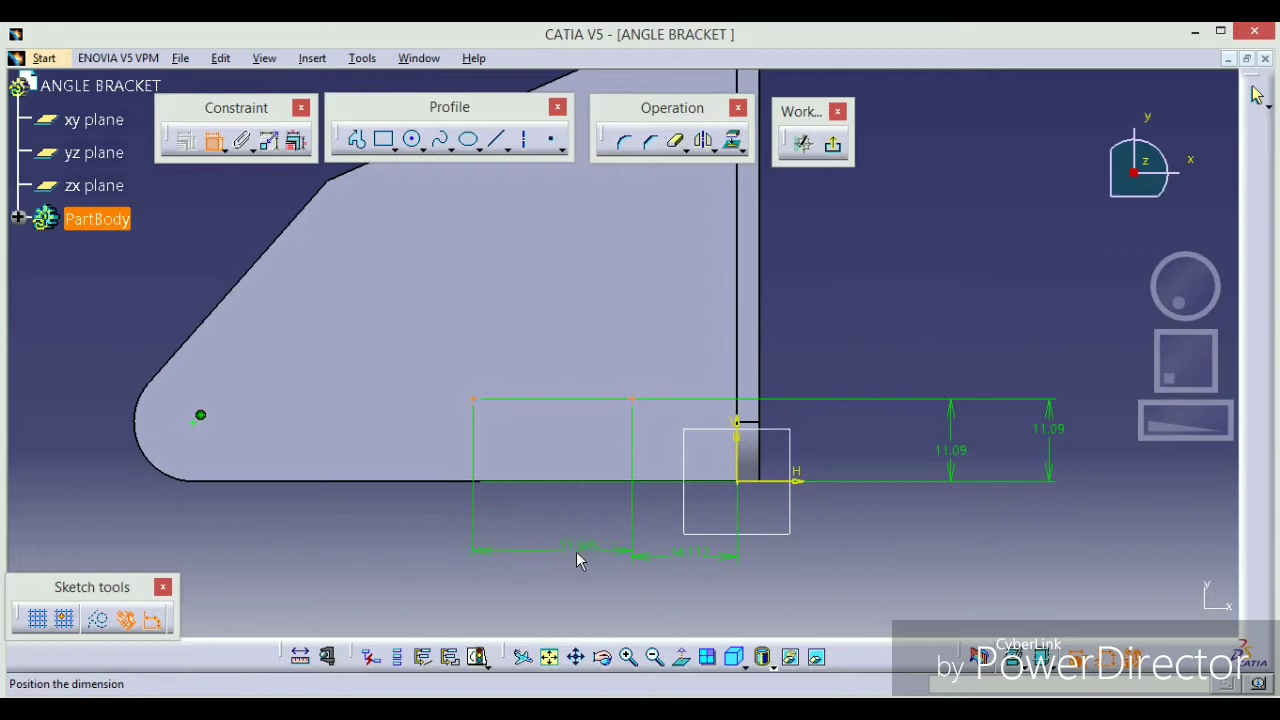 CATIA V5 - [ANGLE BRACKET ]
Start ENOVIA V5 VPM File Edit View Insert Tools Window Help
ANGLE BRACKET
xy plane
yz plane
zx plane
PartBody
Constraint
Profile
Operation
Work...
y
x
z
V
H
11.09
11.09
Sketch tools
y
x
CyberLink
by PowerDirector
CATIA
Position the dimension